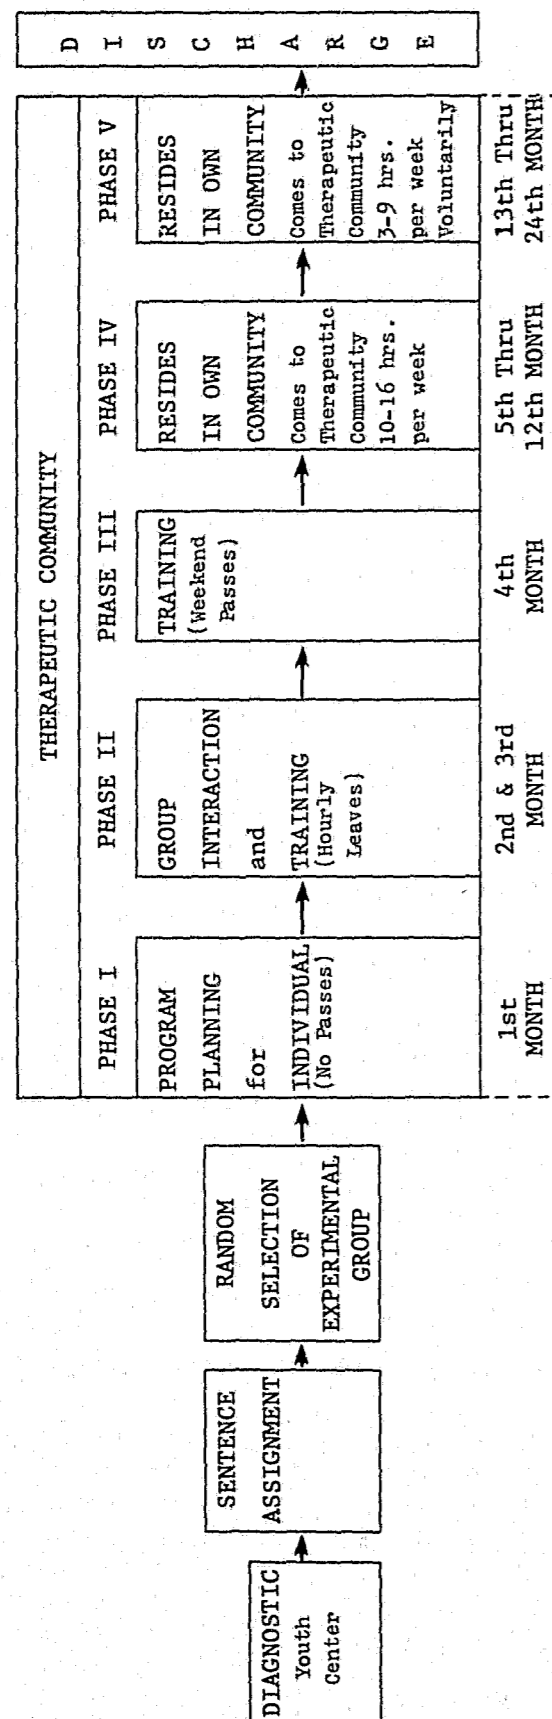 DIAGNOSTIC
Youth
Center
SENTENCE
ASSIGNMENT
RANDOM
SELECTION
OF
EXPERIMENTAL
GROUP
THERAPEUTIC COMMUNITY
PHASE I
PROGRAM
PLANNING
for
INDIVIDUAL
(No Passes)
1st
MONTH
PHASE II
GROUP
INTERACTION
and
TRAINING
(Hourly
Leaves)
2nd & 3rd
MONTH
PHASE III
TRAINING
(Weekend
Passes)
4th
MONTH
PHASE IV
RESIDES
IN OWN
COMMUNITY
Comes to
Therapeutic
Community
10-16 hrs.
per week
5th Thru
12th MONTH
PHASE V
RESIDES
IN OWN
COMMUNITY
Comes to
Therapeutic
Community
3-9 hrs.
per week
Voluntarily
13th Thru
24th MONTH
D
I
S
C
H
A
R
G
E